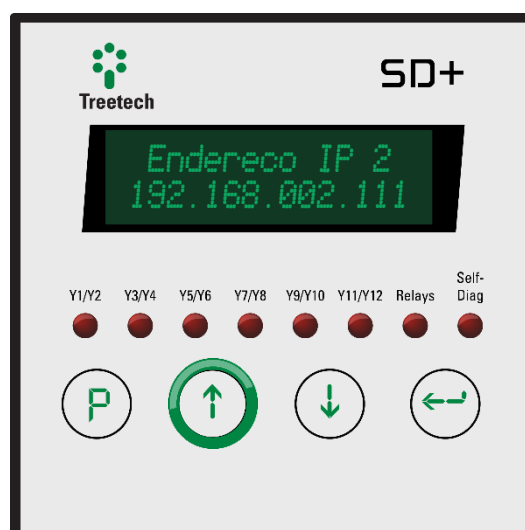 Treetech
SD+
Endereco IP 2
192.168.002.111
Y1/Y2 Y3/Y4 Y5/Y6 Y7/Y8 Y9/Y10 Y11/Y12 Relays Self-
Diag
P